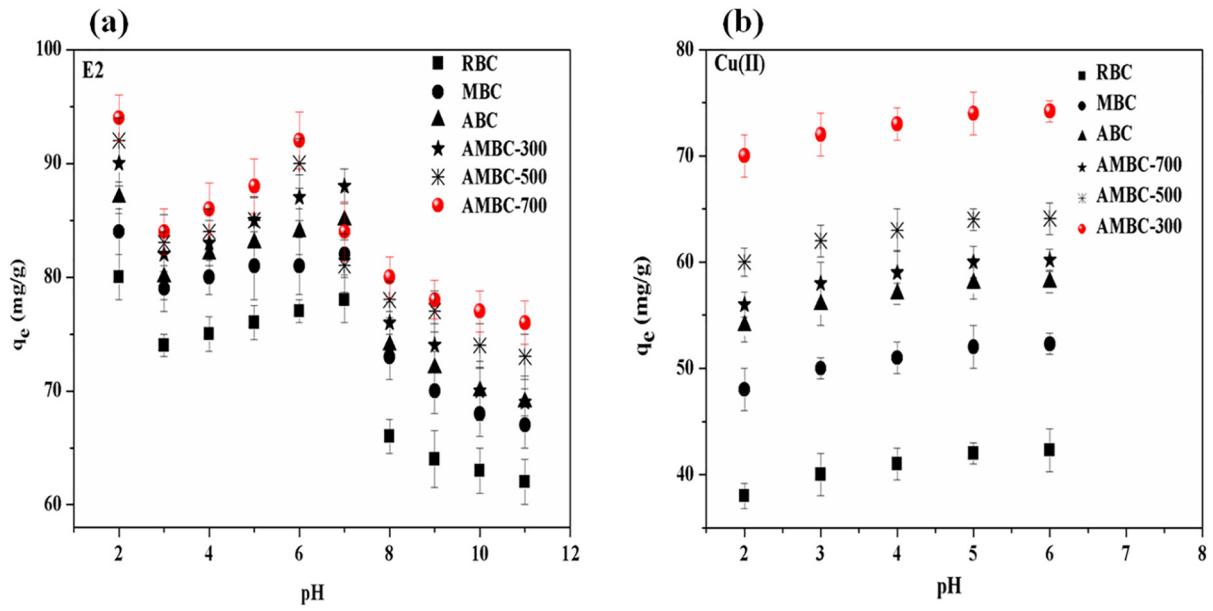 (a)
E2
RBC
MBC
ABC
AMBC-300
AMBC-500
AMBC-700
100
90
80
70
60
qe (mg/g)
2 4 6 8 10 12
pH
(b)
Cu(II)
RBC
MBC
ABC
AMBC-700
AMBC-500
AMBC-300
80
70
60
50
40
qe (mg/g)
2 3 4 5 6 7 8
pH